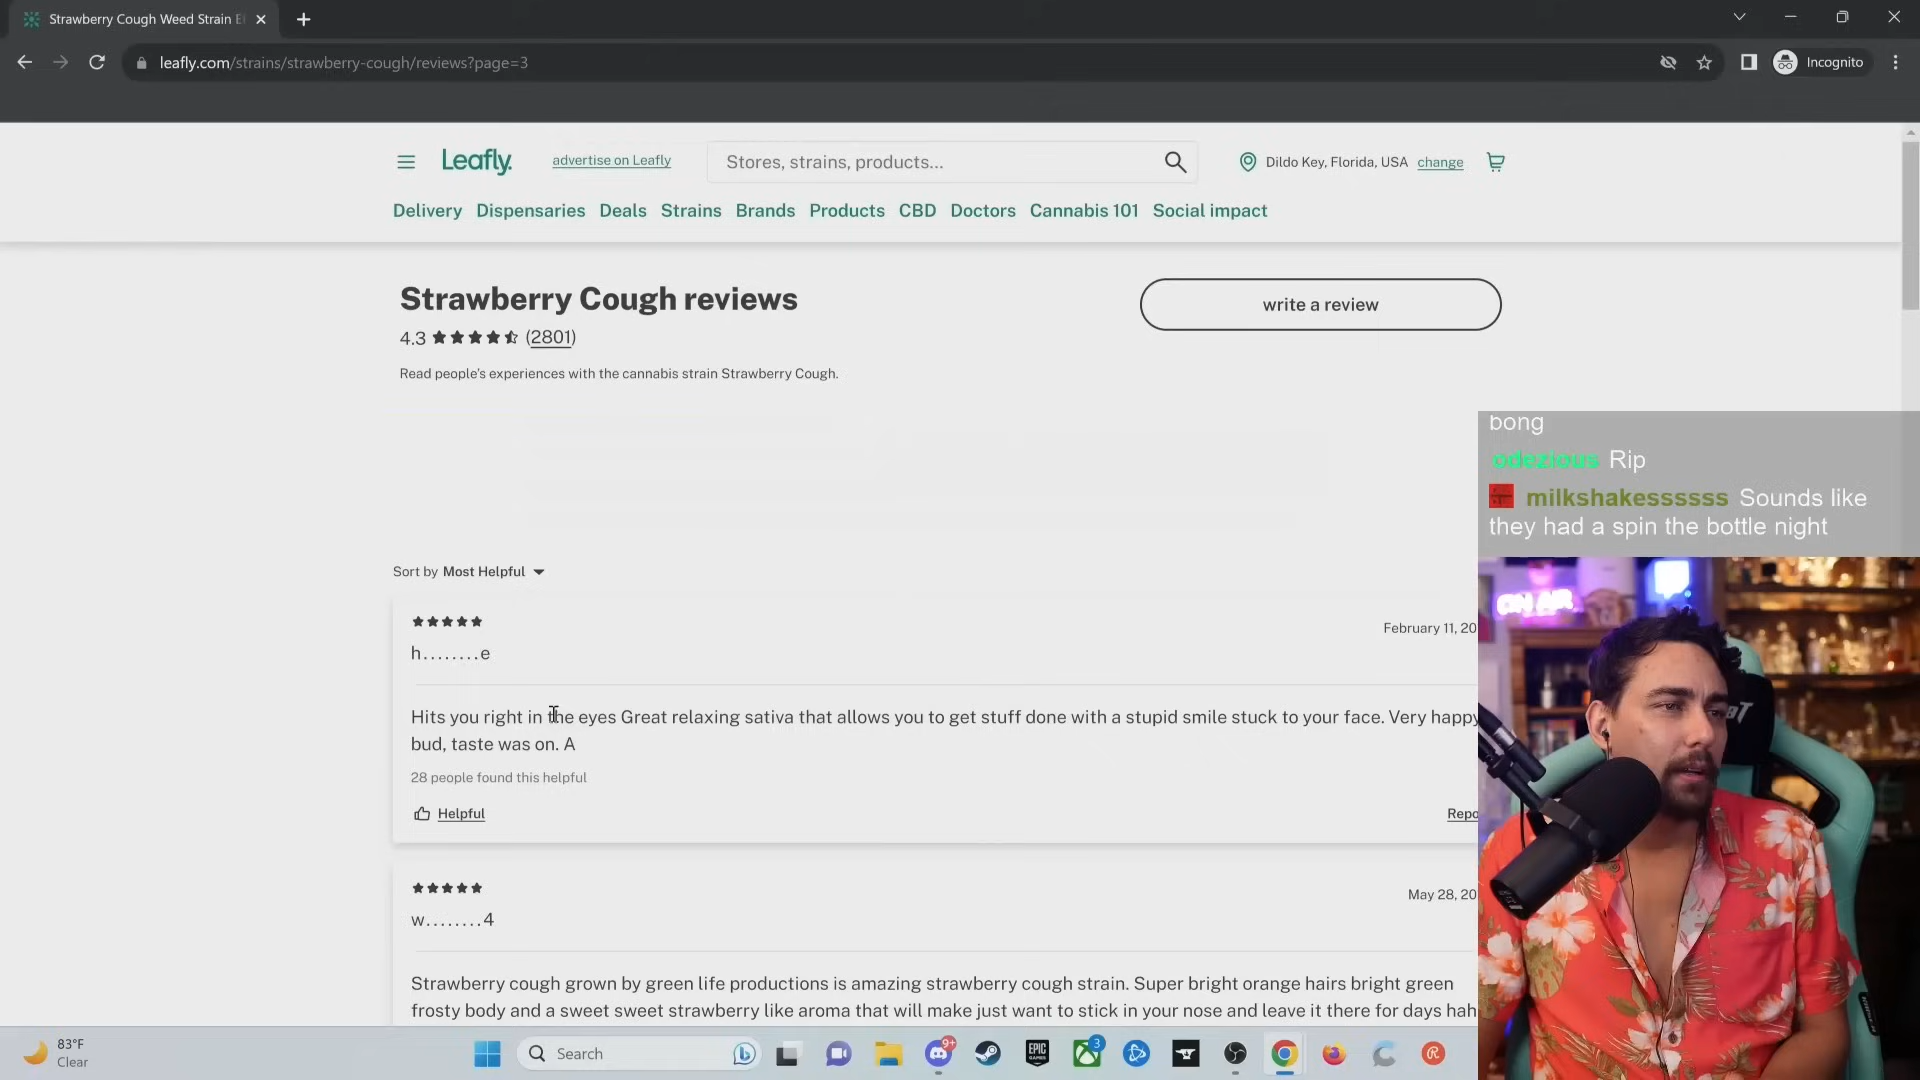 Strawberry Cough Weed Strain E
leafly.com/strains/strawberry-cough/reviews?page=3
Incognito
Leafly.
advertise on Leafly
Stores, strains, products...
Dildo Key, Florida, USA change
Delivery Dispensaries Deals Strains Brands Products CBD Doctors Cannabis 101 Social impact
Strawberry Cough reviews
write a review
4.3 (2801)
Read people's experiences with the cannabis strain Strawberry Cough.
bong
odezious Rip
milkshakessssss Sounds like
they had a spin the bottle night
Sort by Most Helpful
ON AIR
February 11, 20
h........e
Hits you right in the eyes Great relaxing sativa that allows you to get stuff done with a stupid smile stuck to your face. Very happy
bud, taste was on. A
28 people found this helpful
Helpful
Repo
May 28, 20
w........4
Strawberry cough grown by green life productions is amazing strawberry cough strain. Super bright orange hairs bright green
frosty body and a sweet sweet strawberry like aroma that will make just want to stick in your nose and leave it there for days hah
83°F
Clear
Search
9+
EPIC
GAMES
3